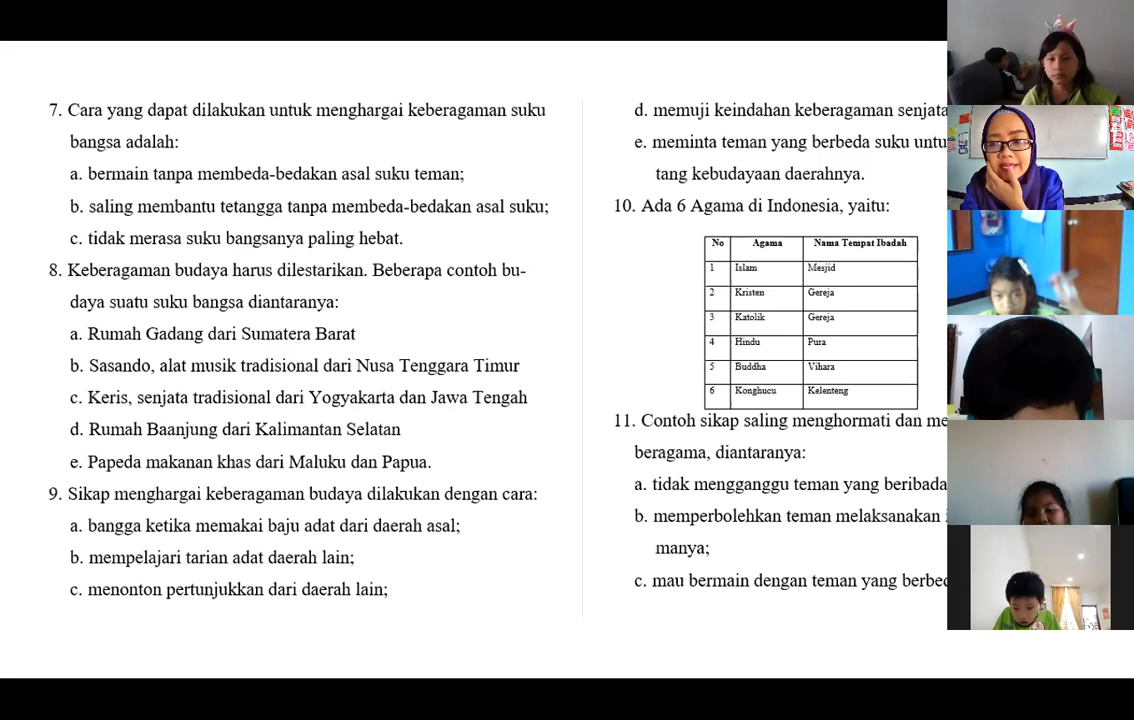 7. Cara yang dapat dilakukan untuk menghargai keberagaman suku
bangsa adalah:
a. bermain tanpa membeda-bedakan asal suku teman;
b. saling membantu tetangga tanpa membeda-bedakan asal suku;
c. tidak merasa suku bangsanya paling hebat.
8. Keberagaman budaya harus dilestarikan. Beberapa contoh bu-
daya suatu suku bangsa diantaranya:
a. Rumah Gadang dari Sumatera Barat
b. Sasando, alat musik tradisional dari Nusa Tenggara Timur
c. Keris, senjata tradisional dari Yogyakarta dan Jawa Tengah
d. Rumah Baanjung dari Kalimantan Selatan
e. Papeda makanan khas dari Maluku dan Papua.
9. Sikap menghargai keberagaman budaya dilakukan dengan cara:
a. bangga ketika memakai baju adat dari daerah asal;
b. mempelajari tarian adat daerah lain;
c. menonton pertunjukkan dari daerah lain;
d. memuji keindahan keberagaman senjata
e. meminta teman yang berbeda suku untu
tang kebudayaan daerahnya.
10. Ada 6 Agama di Indonesia, yaitu:
No Agama Nama Tempat Ibadah
1 Islam Mesjid
2 Kristen Gereja
3 Katolik Gereja
4 Hindu Pura
5 Buddha Vihara
6 Konghucu Kelenteng
11. Contoh sikap saling menghormati dan me
beragama, diantaranya:
a. tidak mengganggu teman yang beribada
b. memperbolehkan teman melaksanakan
manya;
c. mau bermain dengan teman yang berbed